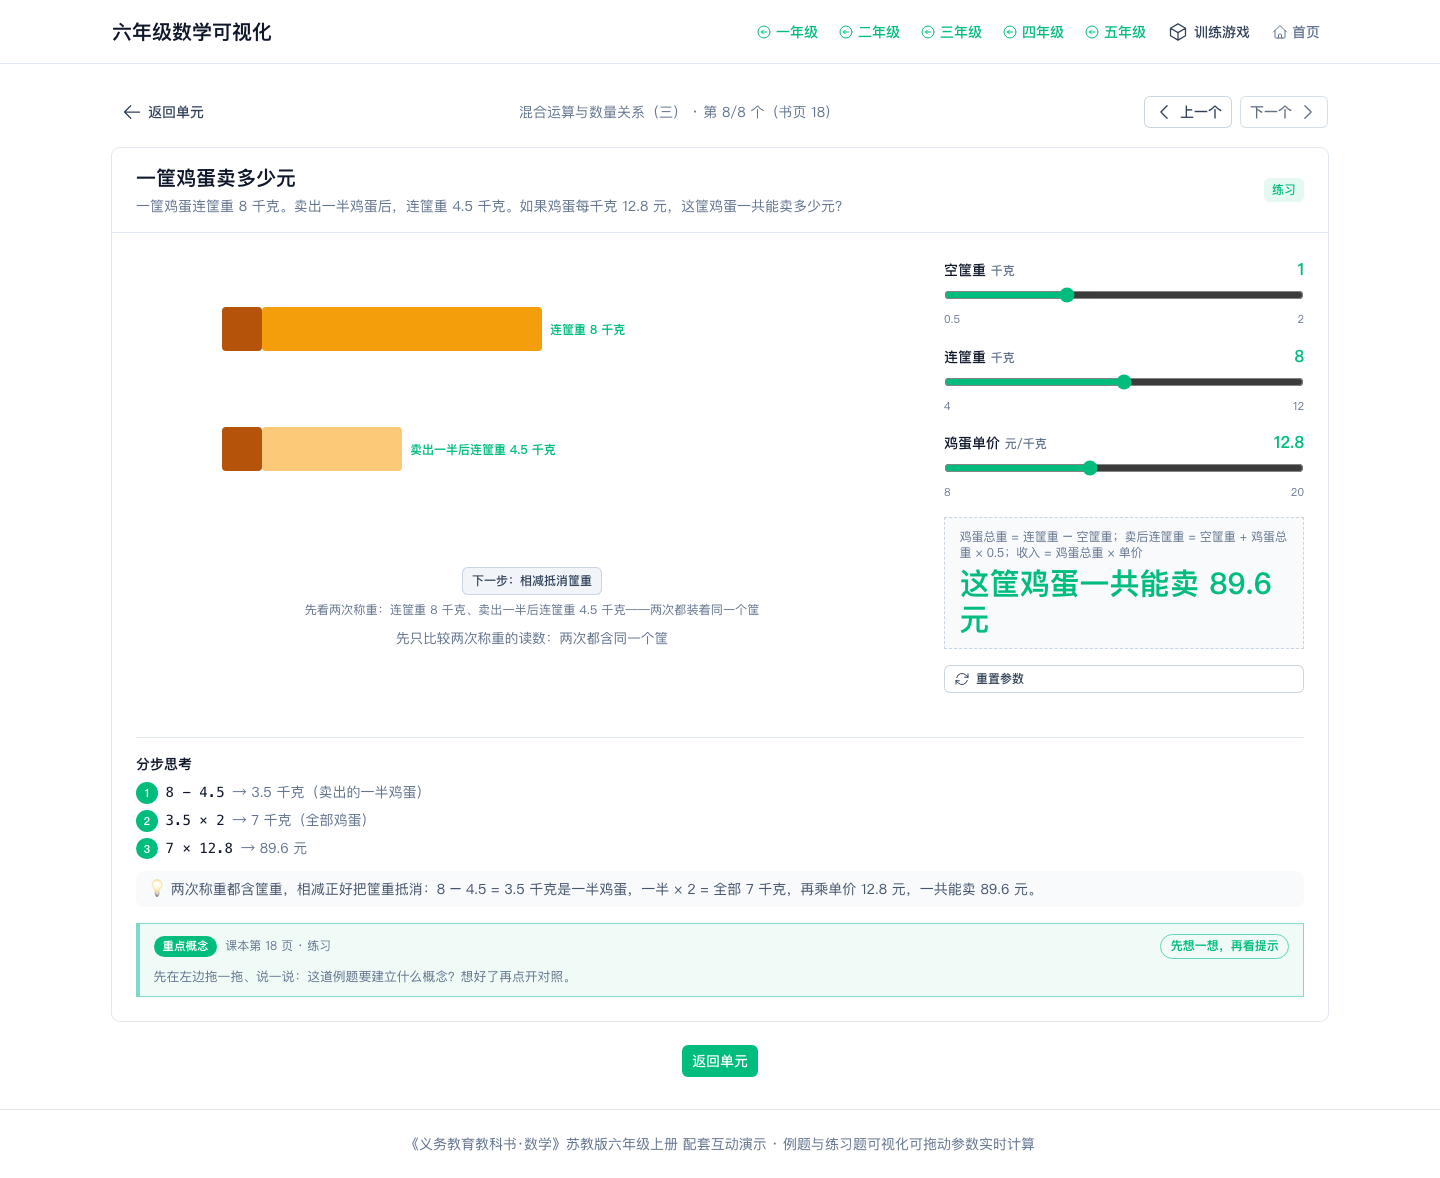 六年级数学可视化
一年级
二年级
三年级
四年级
五年级
训练游戏
首页
返回单元
混合运算与数量关系（三） · 第 8/8 个（书页 18）
上一个
下一个
一筐鸡蛋卖多少元
一筐鸡蛋连筐重 8 千克。卖出一半鸡蛋后，连筐重 4.5 千克。如果鸡蛋每千克 12.8 元，这筐鸡蛋一共能卖多少元？
练习
连筐重 8 千克
卖出一半后连筐重 4.5 千克
下一步：相减抵消筐重
先看两次称重：连筐重 8 千克、卖出一半后连筐重 4.5 千克——两次都装着同一个筐
先只比较两次称重的读数：两次都含同一个筐
空筐重 千克
1
0.5
2
连筐重 千克
8
4
12
鸡蛋单价 元/千克
12.8
8
20
鸡蛋总重 = 连筐重 − 空筐重；卖后连筐重 = 空筐重 + 鸡蛋总
重 × 0.5；收入 = 鸡蛋总重 × 单价
这筐鸡蛋一共能卖 89.6
元
重置参数
分步思考
1 8 − 4.5 → 3.5 千克（卖出的一半鸡蛋）
2 3.5 × 2 → 7 千克（全部鸡蛋）
3 7 × 12.8 → 89.6 元
💡 两次称重都含筐重，相减正好把筐重抵消：8 − 4.5 = 3.5 千克是一半鸡蛋，一半 × 2 = 全部 7 千克，再乘单价 12.8 元，一共能卖 89.6 元。
重点概念 课本第 18 页 · 练习
先想一想，再看提示
先在左边拖一拖、说一说：这道例题要建立什么概念？想好了再点开对照。
返回单元
《义务教育教科书·数学》苏教版六年级上册 配套互动演示 · 例题与练习题可视化可拖动参数实时计算